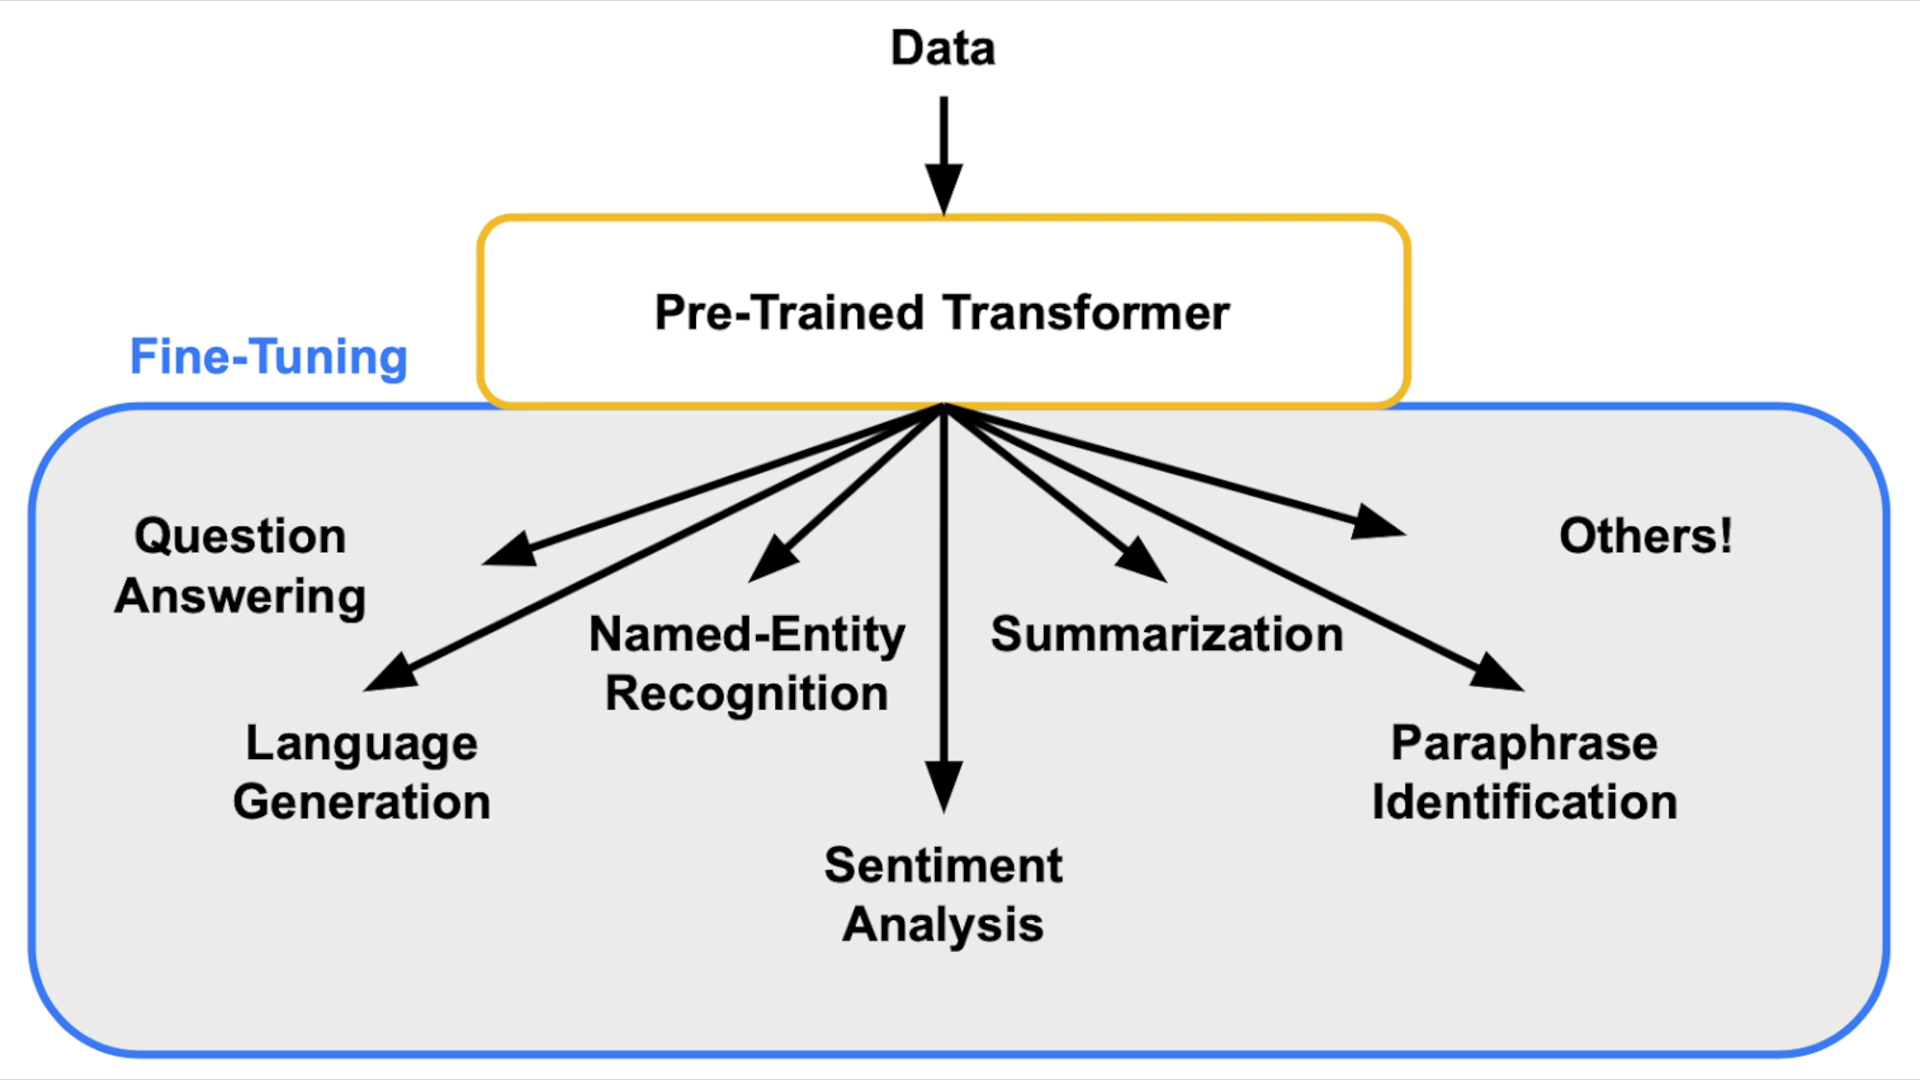 Data
Pre-Trained Transformer
Fine-Tuning
Question
Answering
Others!
Named-Entity
Recognition
Summarization
Language
Generation
Paraphrase
Identification
Sentiment
Analysis